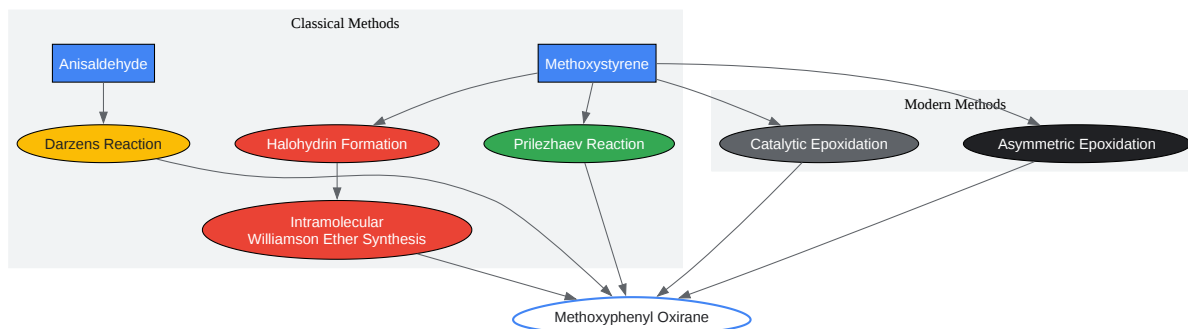 Classical Methods
Anisaldehyde
Methoxystyrene
Modern Methods
Darzens Reaction
Halohydrin Formation
Prilezhaev Reaction
Catalytic Epoxidation
Asymmetric Epoxidation
Intramolecular
Williamson Ether Synthesis
Methoxyphenyl Oxirane